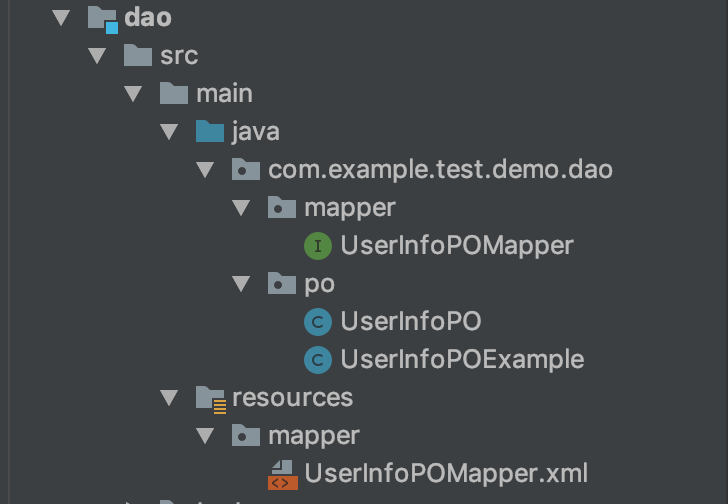 dao
src
main
java
com.example.test.demo.dao
mapper
I UserInfoPOMapper
po
C UserInfoPO
C UserInfoPOExample
resources
mapper
<> UserInfoPOMapper.xml